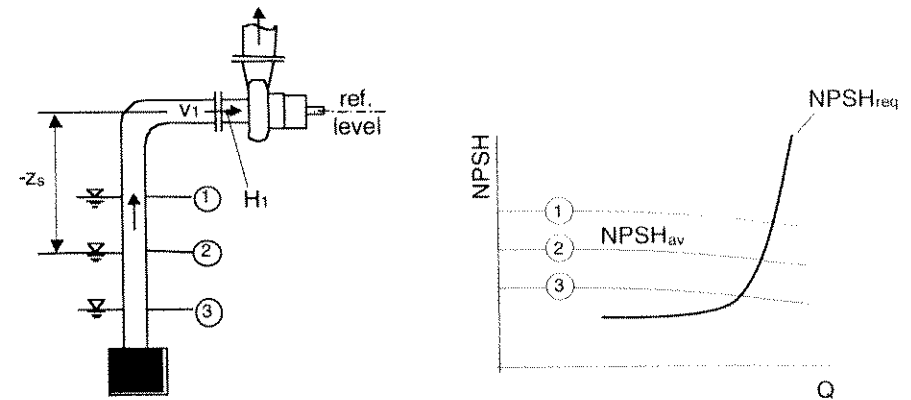 ref.
level
V1
H1
-Zs
1
2
3
NPSHreq
NPSH
1
NPSHav
2
3
Q